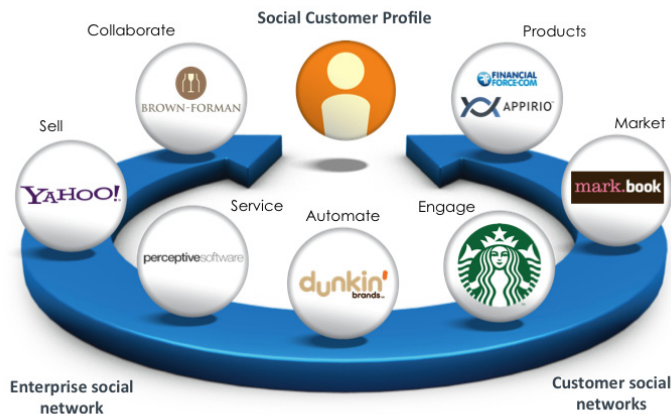 Social Customer Profile
Collaborate
Products
BROWN-FORMAN
FINANCIAL
FORCE.COM
APPIRIO
Sell
Market
YAHOO!
mark.book
Service
Automate
Engage
perceptivesoftware
dunkin'
brands
Enterprise social
network
Customer social
networks